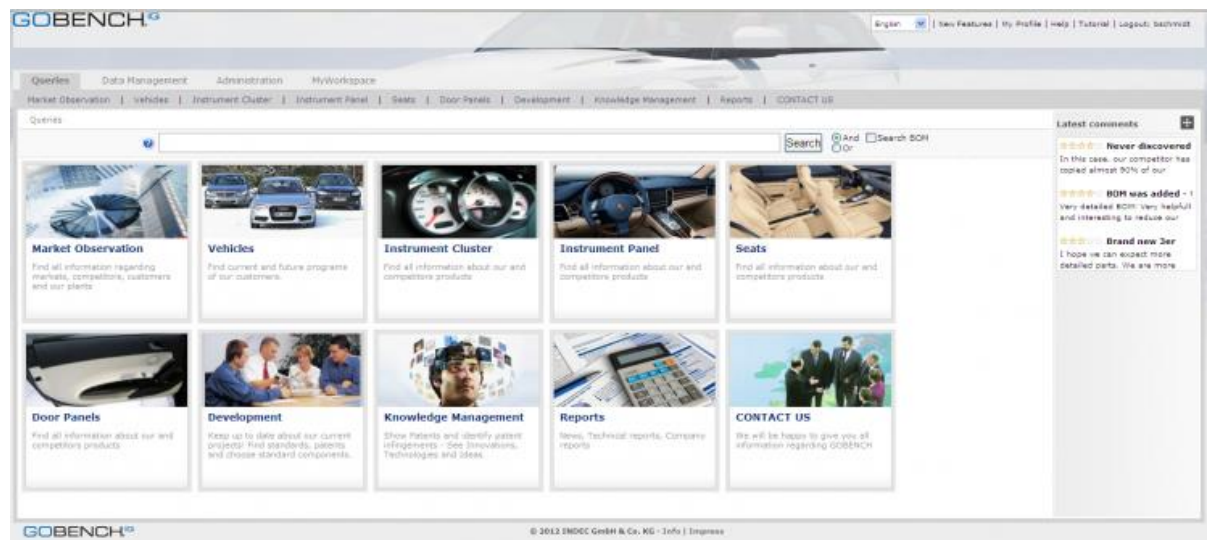 GOBENCH.IQ
English | New Features | My Profile | Help | Tutorial | Logout: bschmidt
Queries Data Management Administration MyWorkspace
Market Observation | Vehicles | Instrument Cluster | Instrument Panel | Seats | Door Panels | Development | Knowledge Management | Reports | CONTACT US
Queries
Search And Or Search BOM
Latest comments
Never discovered
In this case, our competitor has
copied almost 90% of our
BOM was added -
Very detailed BOM! Very helpfull
and interesting to reduce our
Brand new 3er
I hope we can expect more
detailed parts. We are more
Market Observation
Find all information regarding
markets, competitors, customers
and our plants
Vehicles
Find current and future programs
of our customers.
Instrument Cluster
Find all information about our and
competitors products
Instrument Panel
Find all information about our and
competitors products
Seats
Find all information about our and
competitors products
Door Panels
Find all information about our and
competitors products
Development
Keep up to date about our current
projects! Find standards, patents
and choose standard components.
Knowledge Management
Show Patents and identify patent
infringements - See Innovations,
Technologies and Ideas.
Reports
News, Technical reports, Company
reports
CONTACT US
We will be happy to give you all
information regarding GOBENCH
GOBENCH IQ
© 2012 INDEC GmbH & Co. KG - Info | Impress